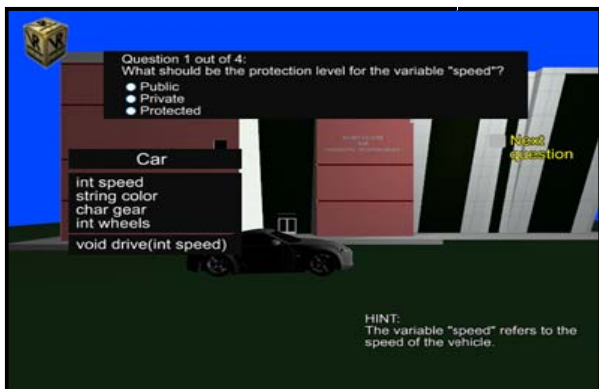 Question 1 out of 4:
What should be the protection level for the variable "speed"?
Public
Private
Protected
Next
question
Car
int speed
string color
char gear
int wheels
void drive(int speed)
HINT:
The variable "speed" refers to the
speed of the vehicle.